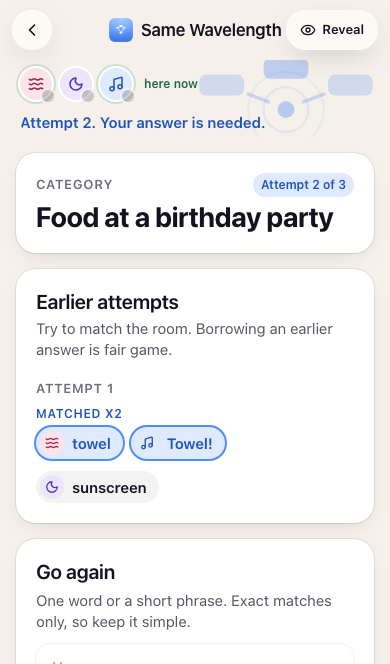 Same Wavelength
Reveal
here now
Attempt 2. Your answer is needed.
CATEGORY
Attempt 2 of 3
Food at a birthday party
Earlier attempts
Try to match the room. Borrowing an earlier
answer is fair game.
ATTEMPT 1
MATCHED X2
towel
Towel!
sunscreen
Go again
One word or a short phrase. Exact matches
only, so keep it simple.